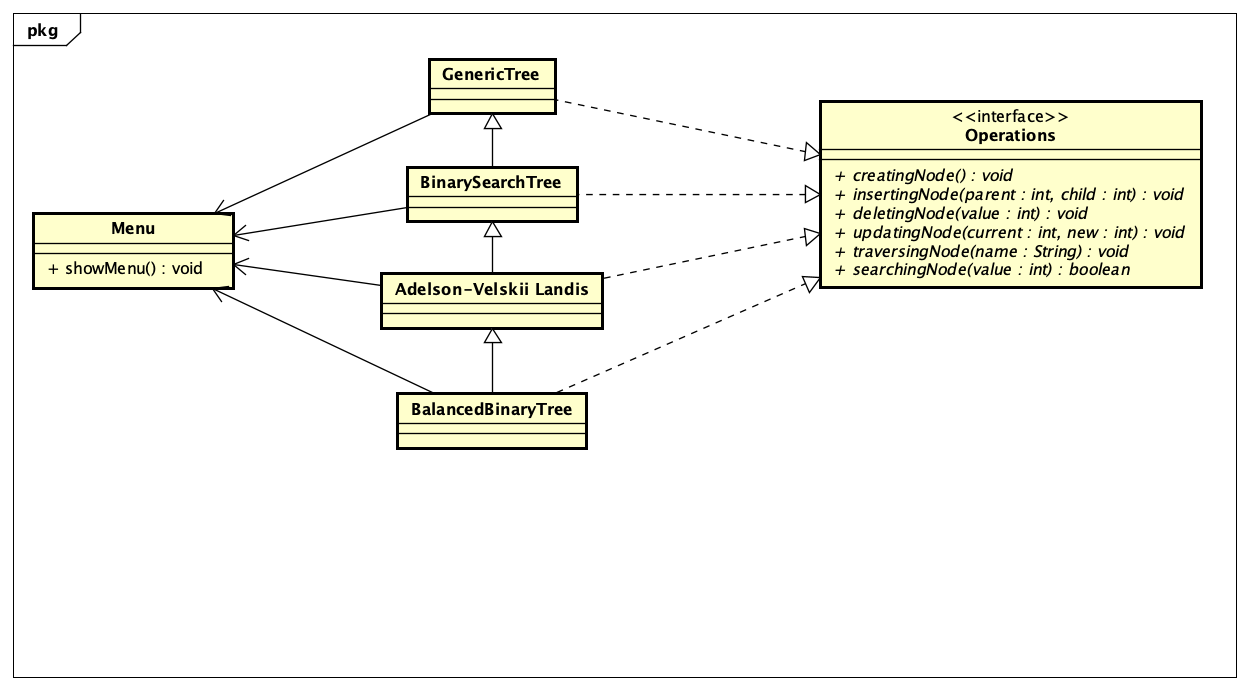 pkg
GenericTree
<<interface>>
Operations
+ creatingNode() : void
+ insertingNode(parent : int, child : int) : void
+ deletingNode(value : int) : void
+ updatingNode(current : int, new : int) : void
+ traversingNode(name : String) : void
+ searchingNode(value : int) : boolean
BinarySearchTree
Menu
+ showMenu() : void
Adelson-Velskii Landis
BalancedBinaryTree